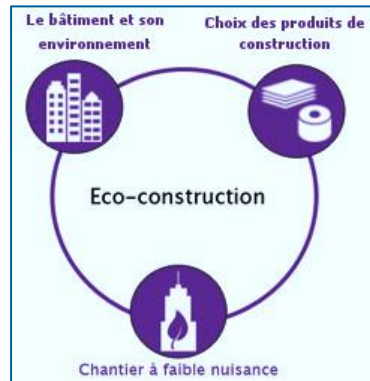 Le bâtiment et son
environnement
Choix des produits de
construction
Eco-construction
Chantier à faible nuisance